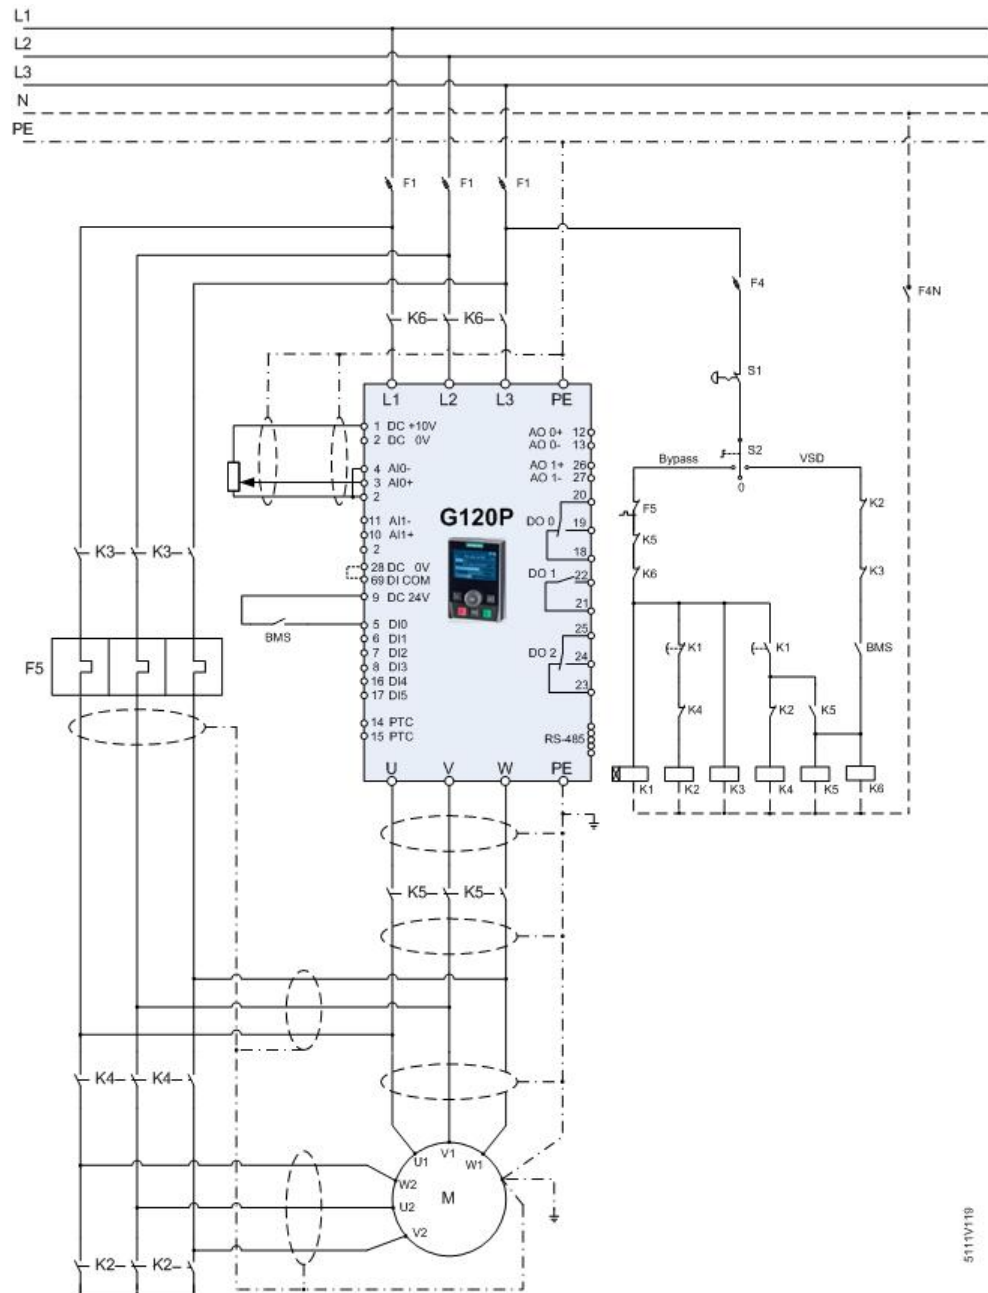 L1
L2
L3
N
PE
F1 F1 F1
F4
F4N
K6 K6
S1
L1 L2 L3 PE
1 DC +10V
2 DC 0V
4 AI0-
3 AI0+
2
11 AI1-
10 AI1+
2
28 DC 0V
69 DI COM
9 DC 24V
5 DI0
6 DI1
7 DI2
8 DI3
16 DI4
17 DI5
14 PTC
15 PTC
BMS
G120P
AO 0+ 12
AO 0- 13
AO 1+ 26
AO 1- 27
20
DO 0 19
18
DO 1 22
21
25
DO 2 24
23
RS-485
U V W PE
S2
Bypass VSD
0
F5 K2
K5
K6 K3
K1 K1 BMS
K4 K2 K5
K1 K2 K3 K4 K5 K6
K3 K3
F5
K5 K5
K4 K4
U1 V1 W1
W2
U2 M
V2
K2 K2
5111V119